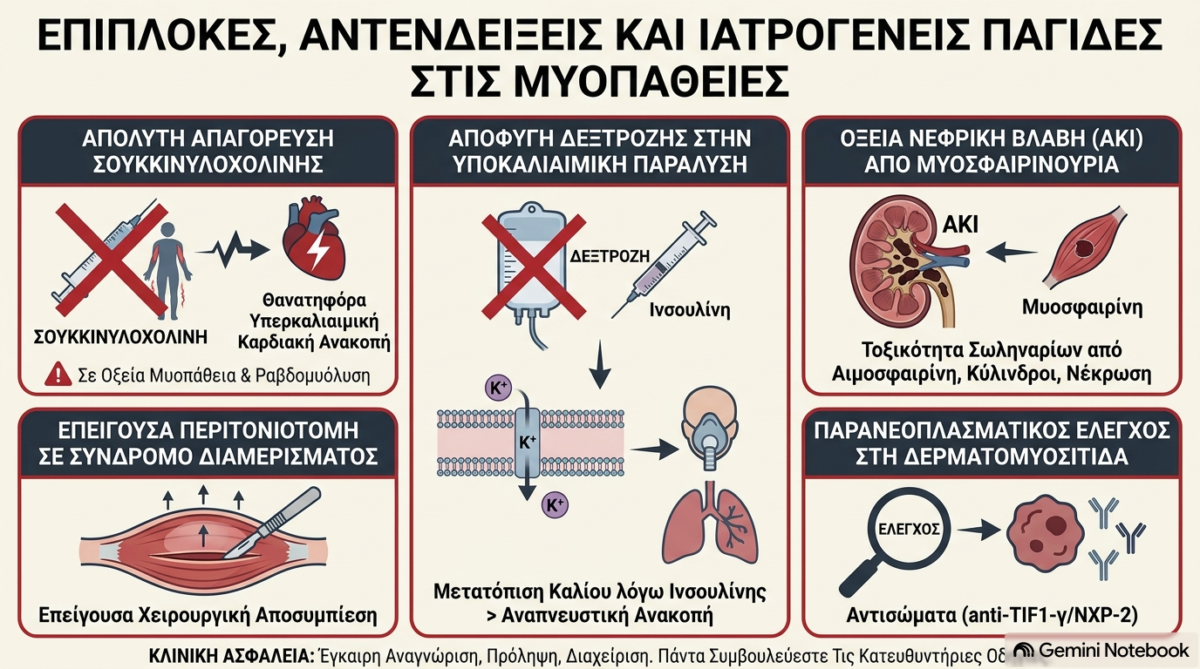 ΕΠΙΠΛΟΚΕΣ, ΑΝΤΕΝΔΕΙΞΕΙΣ ΚΑΙ ΙΑΤΡΟΓΕΝΕΙΣ ΠΑΓΙΔΕΣ
ΣΤΙΣ ΜΥΟΠΑΘΕΙΕΣ
ΑΠΟΛΥΤΗ ΑΠΑΓΟΡΕΥΣΗ
ΣΟΥΚΚΙΝΥΛΟΧΟΛΙΝΗΣ
ΣΟΥΚΚΙΝΥΛΟΧΟΛΙΝΗ
Θανατηφόρα
Υπερκαλιαιμική
Καρδιακή Ανακοπή
Σε Οξεία Μυοπάθεια & Ραβδομυόλυση
ΑΠΟΦΥΓΗ ΔΕΞΤΡΟΖΗΣ ΣΤΗΝ
ΥΠΟΚΑΛΙΑΙΜΙΚΗ ΠΑΡΑΛΥΣΗ
ΔΕΞΤΡΟΖΗ
Ινσουλίνη
K⁺
K⁺
K⁺
Μετατόπιση Καλίου λόγω Ινσουλίνης
> Αναπνευστική Ανακοπή
ΟΞΕΙΑ ΝΕΦΡΙΚΗ ΒΛΑΒΗ (AKI)
ΑΠΟ ΜΥΟΣΦΑΙΡΙΝΟΥΡΙΑ
AKI
Μυοσφαιρίνη
Τοξικότητα Σωληναρίων από
Αιμοσφαιρίνη, Κύλινδροι, Νέκρωση
ΕΠΕΙΓΟΥΣΑ ΠΕΡΙΤΟΝΙΟΤΟΜΗ
ΣΕ ΣΥΝΔΡΟΜΟ ΔΙΑΜΕΡΙΣΜΑΤΟΣ
Επείγουσα Χειρουργική Αποσυμπίεση
ΠΑΡΑΝΕΟΠΛΑΣΜΑΤΙΚΟΣ ΕΛΕΓΧΟΣ
ΣΤΗ ΔΕΡΜΑΤΟΜΥΟΣΙΤΙΔΑ
ΕΛΕΓΧΟΣ
Αντισώματα (anti-TIF1-γ/NXP-2)
ΚΛΙΝΙΚΗ ΑΣΦΑΛΕΙΑ: Έγκαιρη Αναγνώριση, Πρόληψη, Διαχείριση. Πάντα Συμβουλεύεστε Τις Κατευθυντήριες
Gemini Notebook